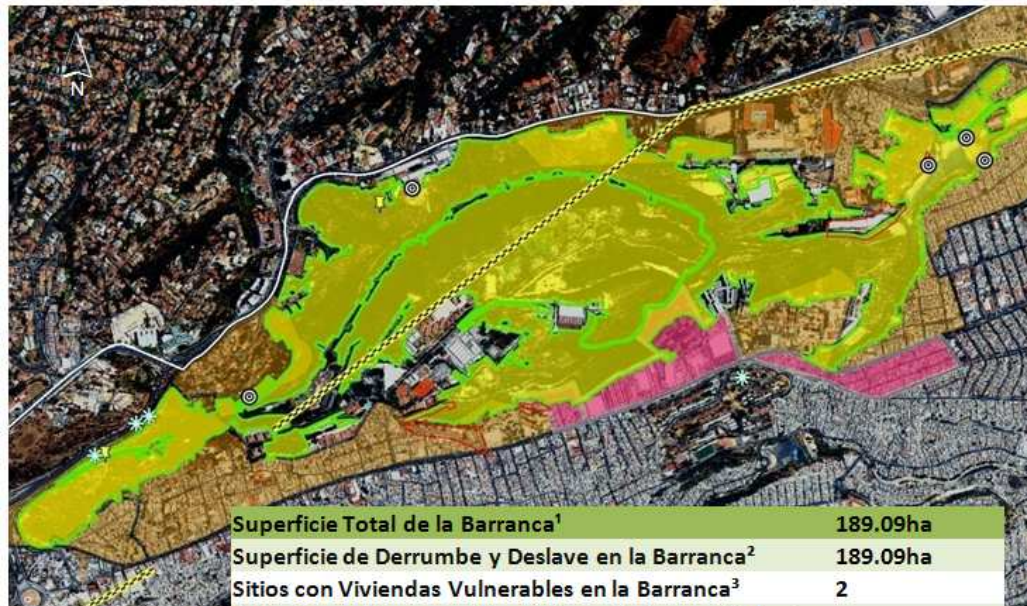 N
Superficie Total de la Barranca¹ 189.09ha
Superficie de Derrumbe y Deslave en la Barranca² 189.09ha
Sitios con Viviendas Vulnerables en la Barranca³ 2